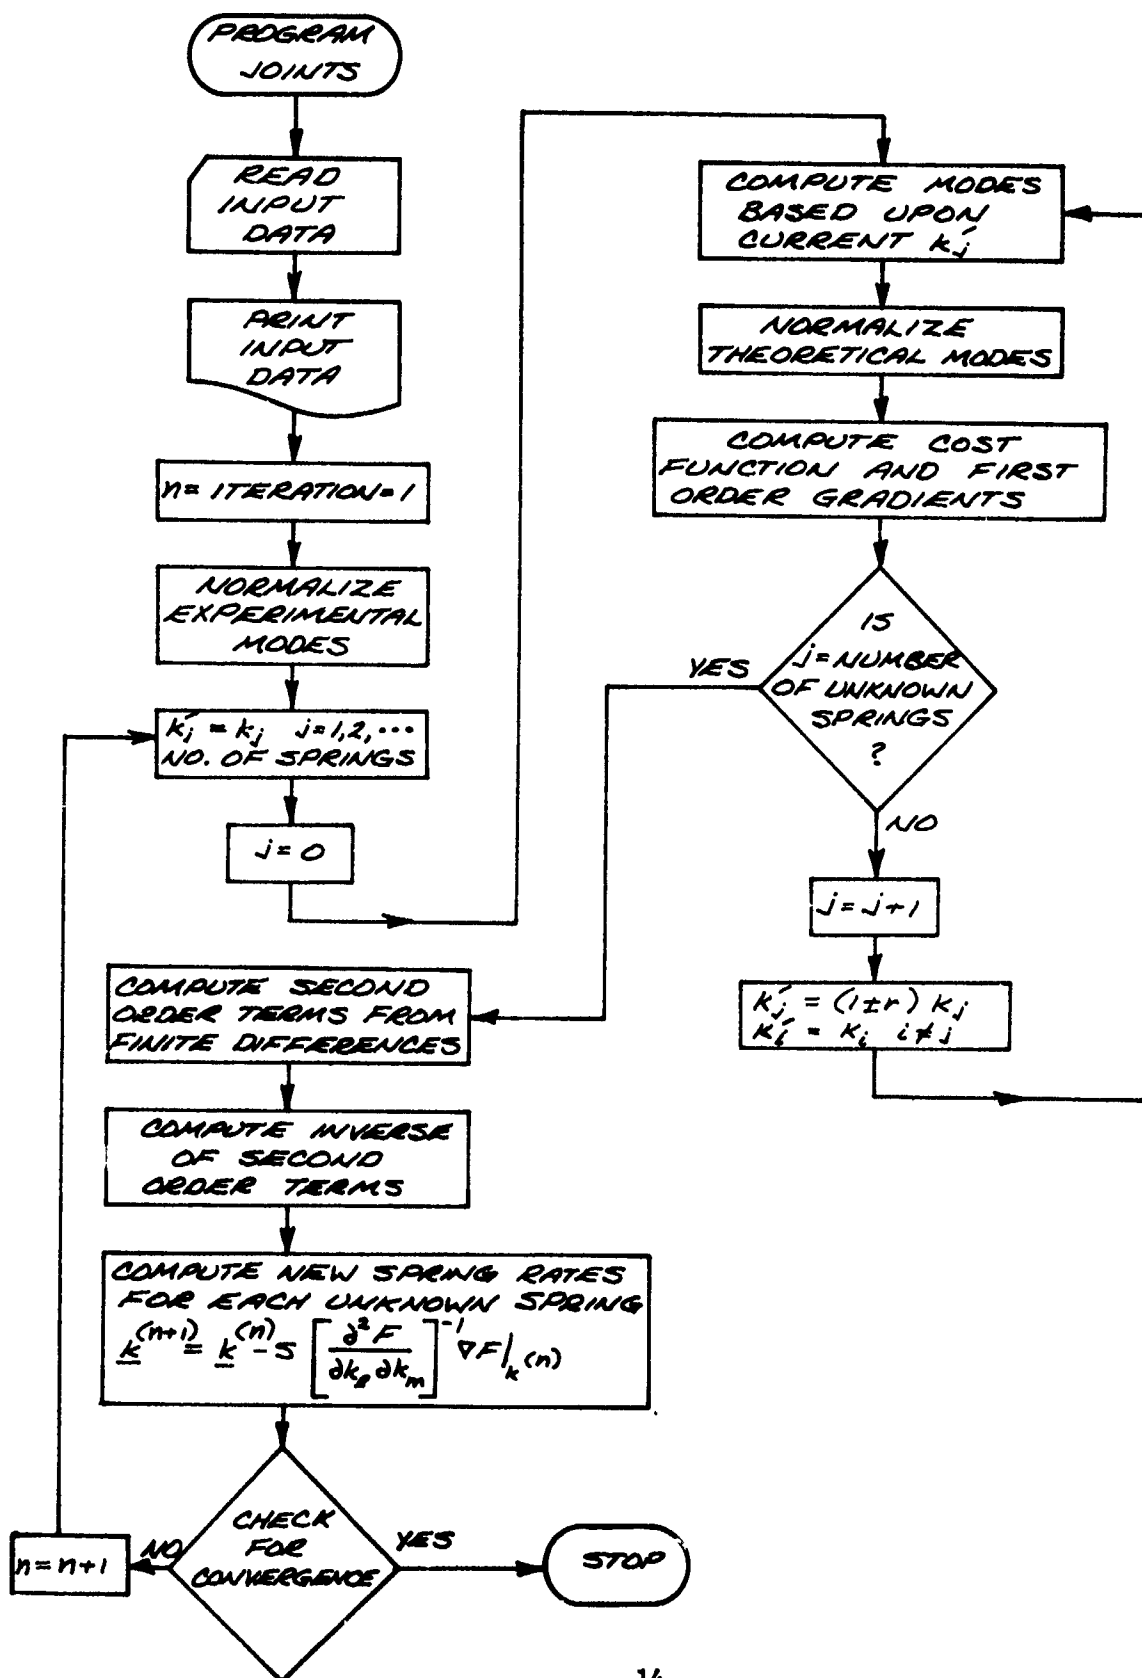 PROGRAM
JOINTS
READ
INPUT
DATA
PRINT
INPUT
DATA
n = ITERATION = 1
NORMALIZE
EXPERIMENTAL
MODES
k'j = kj j = 1, 2, ···
NO. OF SPRINGS
j = 0
COMPUTE MODES
BASED UPON
CURRENT k'j
NORMALIZE
THEORETICAL MODES
COMPUTE COST
FUNCTION AND FIRST
ORDER GRADIENTS
IS
j = NUMBER
OF UNKNOWN
SPRINGS
?
YES
NO
j = j + 1
k'j = (1 ± r) kj
k'i = ki i ≠ j
COMPUTE SECOND
ORDER TERMS FROM
FINITE DIFFERENCES
COMPUTE INVERSE
OF SECOND
ORDER TERMS
COMPUTE NEW SPRING RATES
FOR EACH UNKNOWN SPRING
k^(n+1) = k^(n) - S [∂²F / ∂kℓ ∂km]^-1 ∇F|k(n)
CHECK
FOR
CONVERGENCE
NO
YES
n = n + 1
STOP
14